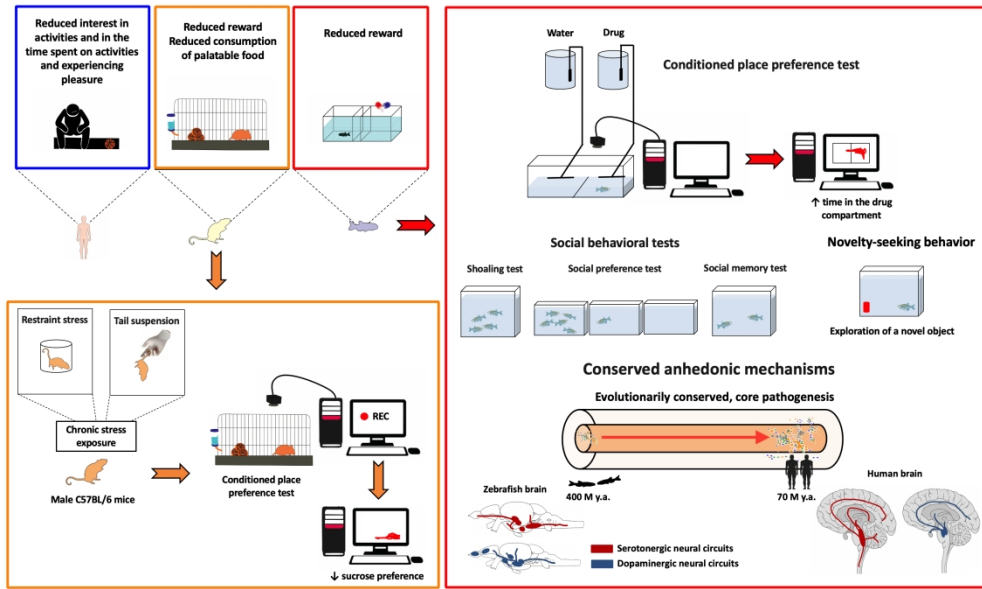 Reduced interest in
activities and in the
time spent on activities
and experiencing
pleasure
Reduced reward
Reduced consumption
of palatable food
Reduced reward
Restraint stress
Tail suspension
Chronic stress
exposure
Male C57BL/6 mice
REC
Conditioned place
preference test
↓ sucrose preference
Water
Drug
Conditioned place preference test
↑ time in the drug
compartment
Social behavioral tests
Shoaling test
Social preference test
Social memory test
Novelty-seeking behavior
Exploration of a novel object
Conserved anhedonic mechanisms
Evolutionarily conserved, core pathogenesis
400 M y.a.
70 M y.a.
Zebrafish brain
Human brain
Serotonergic neural circuits
Dopaminergic neural circuits